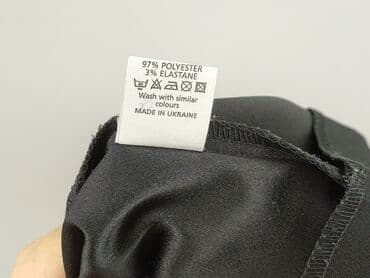 97% POLYESTER
3% ELASTANE
Wash with similar
colours
MADE IN UKRAINE